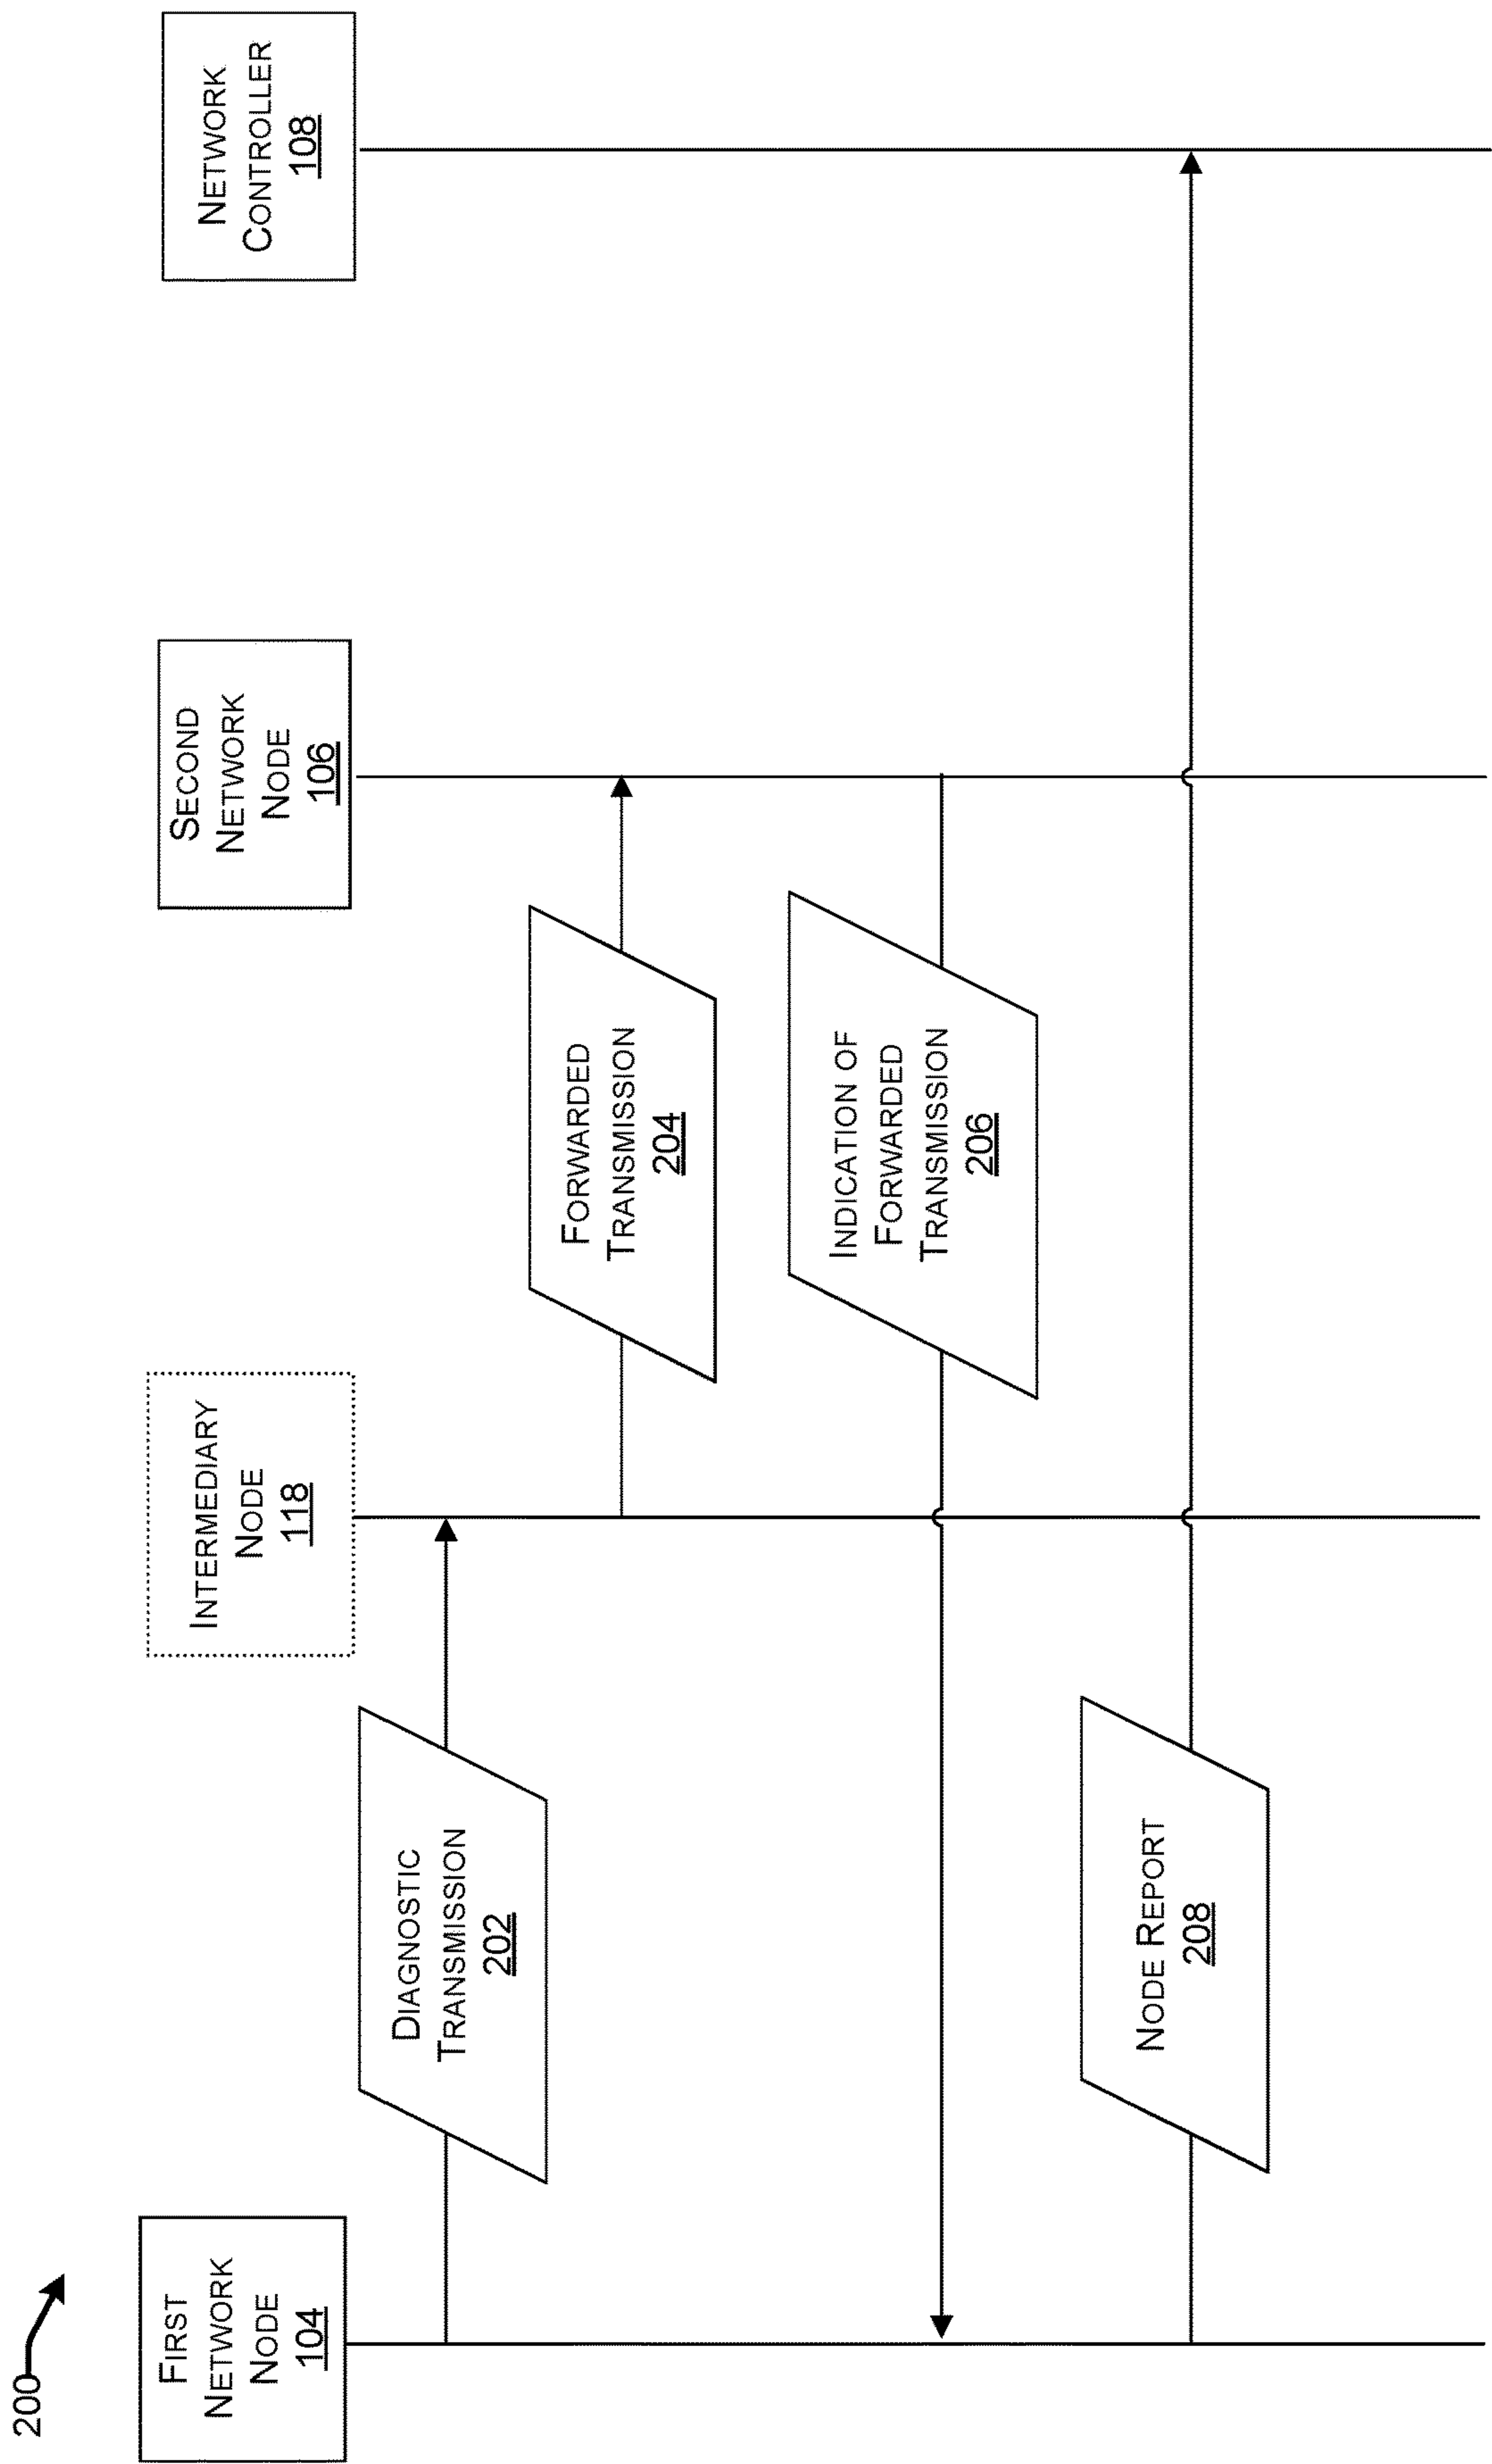 200
FIRST
NETWORK
NODE
104
INTERMEDIARY
NODE
118
SECOND
NETWORK
NODE
106
NETWORK
CONTROLLER
108
DIAGNOSTIC
TRANSMISSION
202
FORWARDED
TRANSMISSION
204
INDICATION OF
FORWARDED
TRANSMISSION
206
NODE REPORT
208